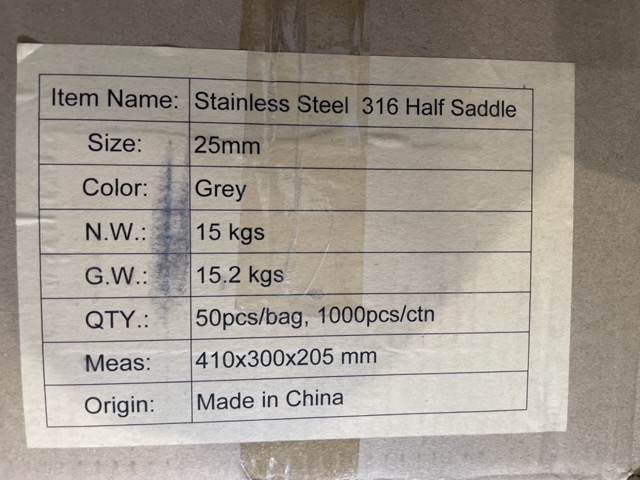 Item Name: Stainless Steel 316 Half Saddle
Size: 25mm
Color: Grey
N.W.: 15 kgs
G.W.: 15.2 kgs
QTY.: 50pcs/bag, 1000pcs/ctn
Meas: 410x300x205 mm
Origin: Made in China